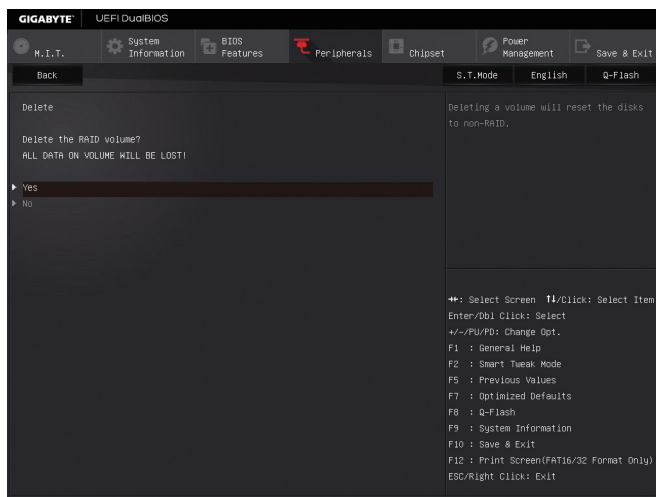 GIGABYTE™ UEFI DualBIOS
M.I.T. System Information BIOS Features Peripherals Chipset Power Management Save & Exit
Back S.T.Mode English Q-Flash
Delete
Delete the RAID volume?
ALL DATA ON VOLUME WILL BE LOST!
Yes
No
Deleting a volume will reset the disks
to non-RAID.
→←: Select Screen ↑↓/Click: Select Item
Enter/Dbl Click: Select
+/-/PU/PD: Change Opt.
F1 : General Help
F2 : Smart Tweak Mode
F5 : Previous Values
F7 : Optimized Defaults
F8 : Q-Flash
F9 : System Information
F10 : Save & Exit
F12 : Print Screen(FAT16/32 Format Only)
ESC/Right Click: Exit